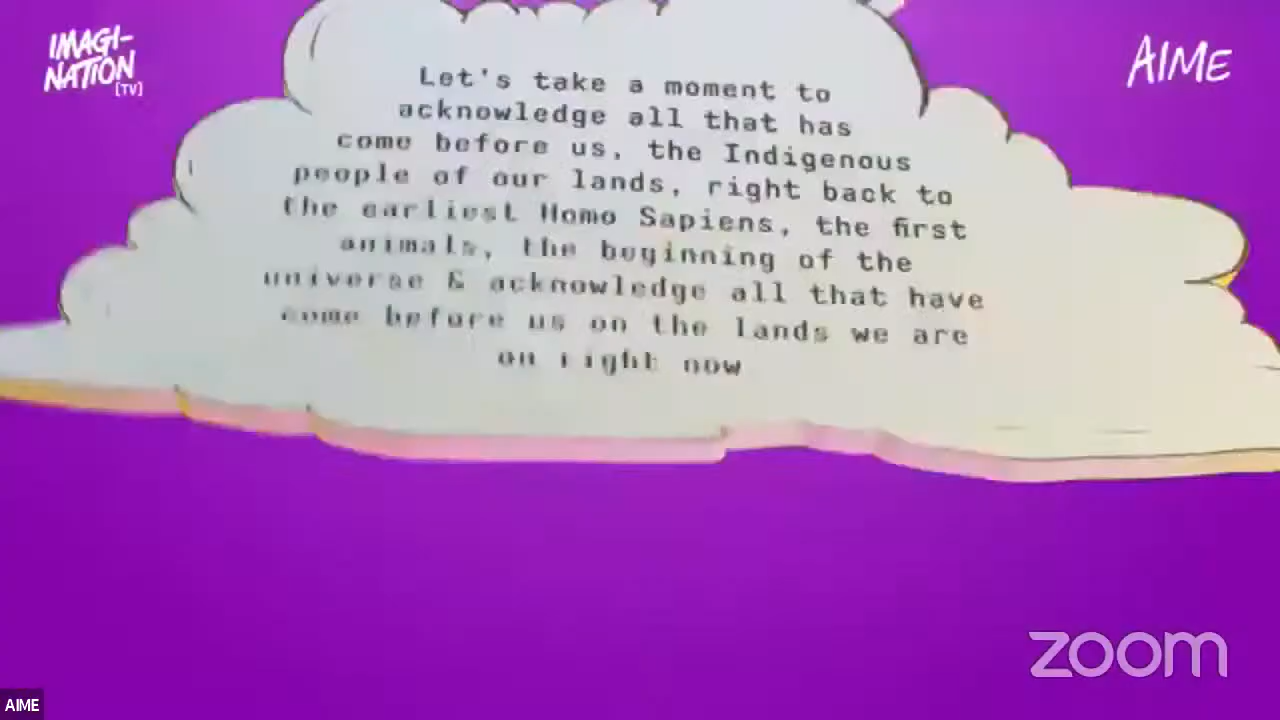 IMAGI-
NATION
[TV]
AIME
Let's take a moment to
acknowledge all that has
come before us, the Indigenous
people of our lands, right back to
the earliest Homo Sapiens, the first
animals, the beginning of the
universe & acknowledge all that have
come before us on the lands we are
on right now
zoom
AIME